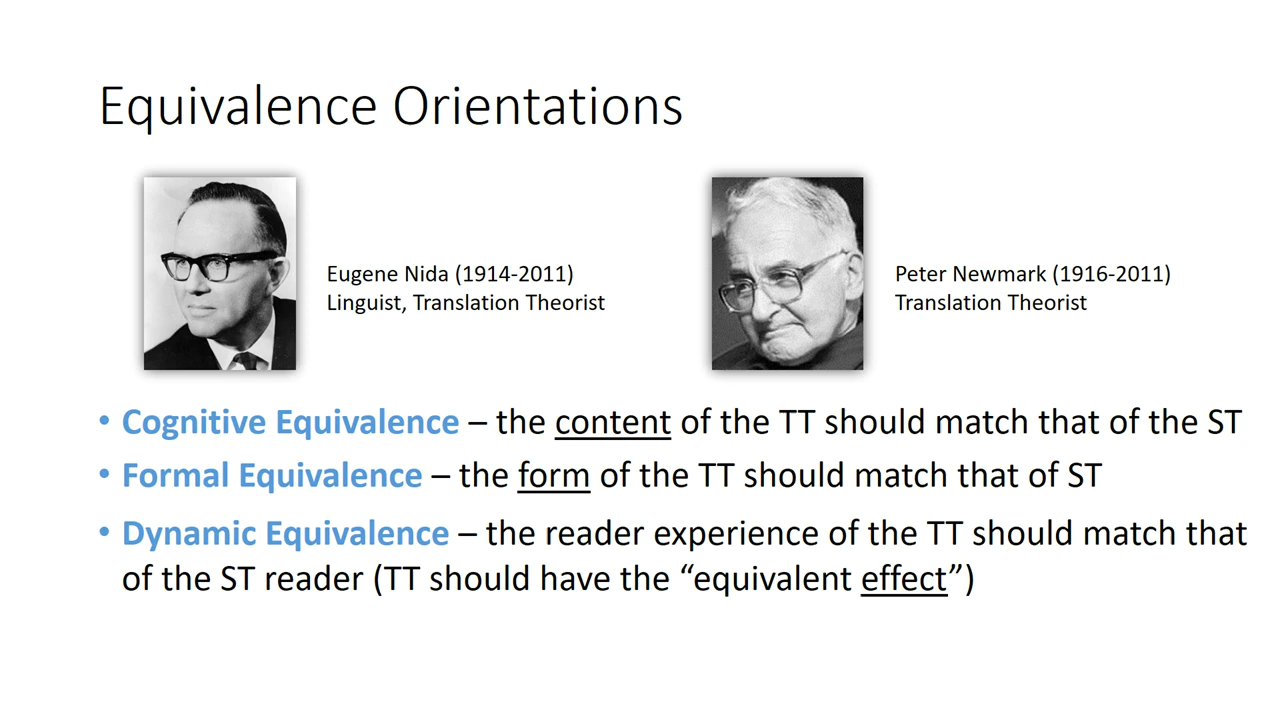 Equivalence Orientations
Eugene Nida (1914-2011)
Linguist, Translation Theorist
Peter Newmark (1916-2011)
Translation Theorist
• Cognitive Equivalence – the content of the TT should match that of the ST
• Formal Equivalence – the form of the TT should match that of ST
• Dynamic Equivalence – the reader experience of the TT should match that
of the ST reader (TT should have the “equivalent effect”)